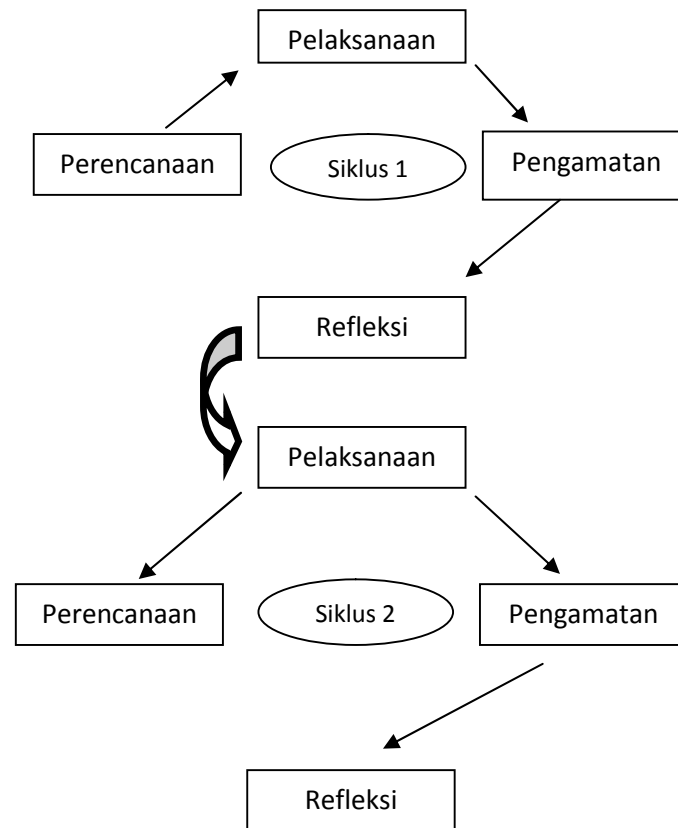 Pelaksanaan
Perencanaan
Siklus 1
Pengamatan
Refleksi
Pelaksanaan
Perencanaan
Siklus 2
Pengamatan
Refleksi